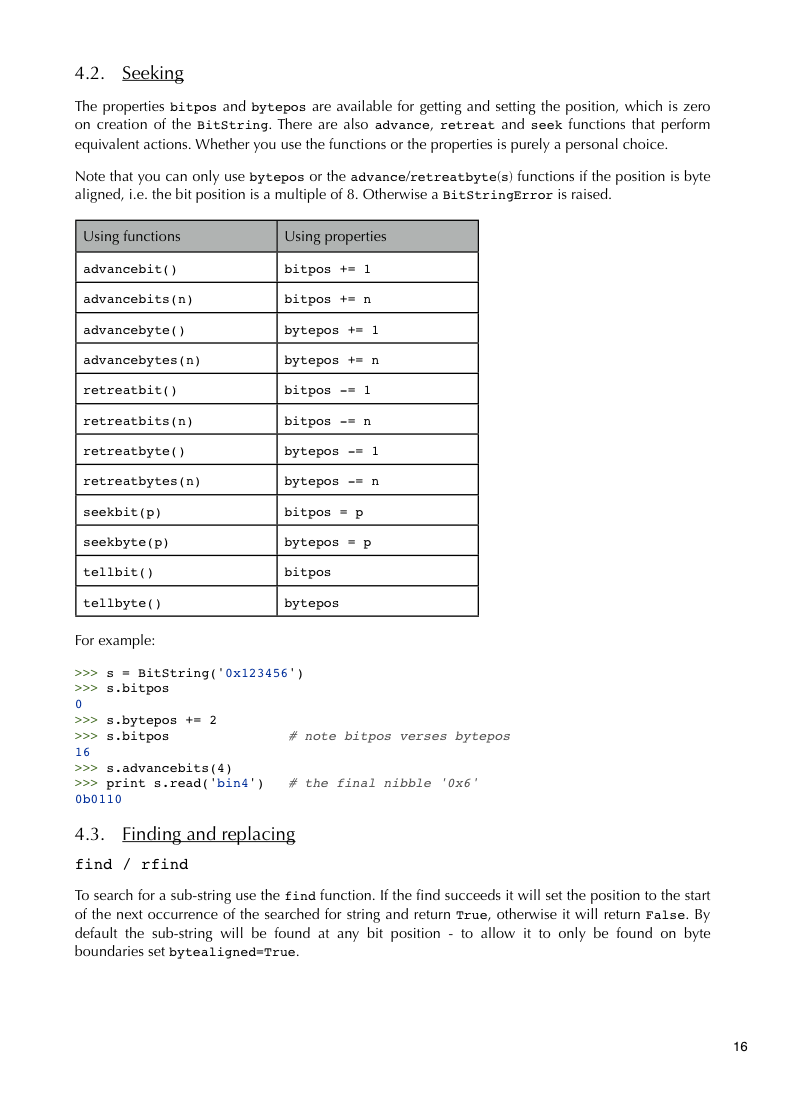 4.2. Seeking
The properties bitpos and bytepos are available for getting and setting the position, which is zero
on creation of the BitString. There are also advance, retreat and seek functions that perform
equivalent actions. Whether you use the functions or the properties is purely a personal choice.
Note that you can only use bytepos or the advance/retreatbyte(s) functions if the position is byte
aligned, i.e. the bit position is a multiple of 8. Otherwise a BitStringError is raised.
Using functions Using properties
advancebit() bitpos += 1
advancebits(n) bitpos += n
advancebyte() bytepos += 1
advancebytes(n) bytepos += n
retreatbit() bitpos -= 1
retreatbits(n) bitpos -= n
retreatbyte() bytepos -= 1
retreatbytes(n) bytepos -= n
seekbit(p) bitpos = p
seekbyte(p) bytepos = p
tellbit() bitpos
tellbyte() bytepos
For example:
>>> s = BitString('0x123456')
>>> s.bitpos
0
>>> s.bytepos += 2
>>> s.bitpos # note bitpos verses bytepos
16
>>> s.advancebits(4)
>>> print s.read('bin4') # the final nibble '0x6'
0b0110
4.3. Finding and replacing
find / rfind
To search for a sub-string use the find function. If the find succeeds it will set the position to the start
of the next occurrence of the searched for string and return True, otherwise it will return False. By
default the sub-string will be found at any bit position - to allow it to only be found on byte
boundaries set bytealigned=True.
16